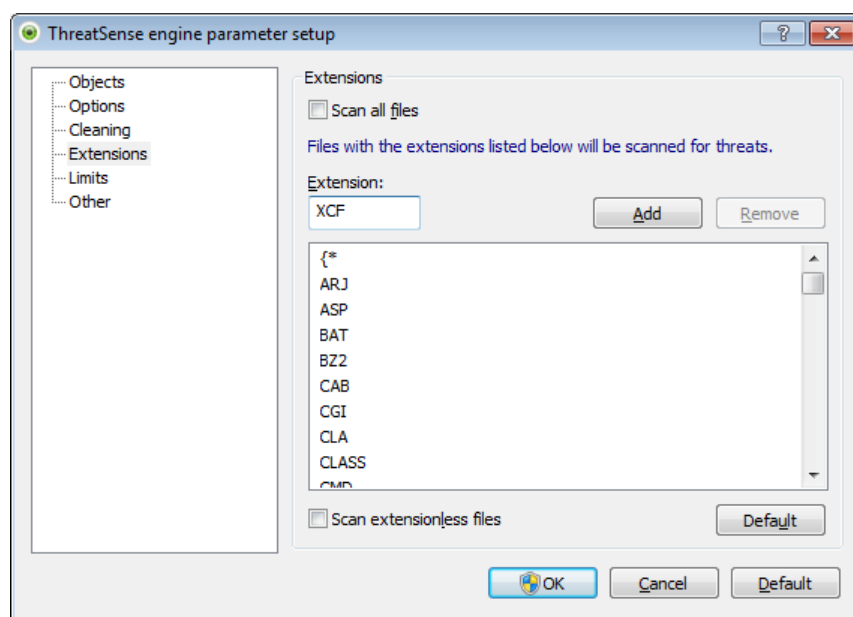 ThreatSense engine parameter setup
Objects
Options
Cleaning
Extensions
Limits
Other
Extensions
Scan all files
Files with the extensions listed below will be scanned for threats.
Extension:
XCF
Add
Remove
{*
ARJ
ASP
BAT
BZ2
CAB
CGI
CLA
CLASS
CMD
Scan extensionless files
Default
OK
Cancel
Default